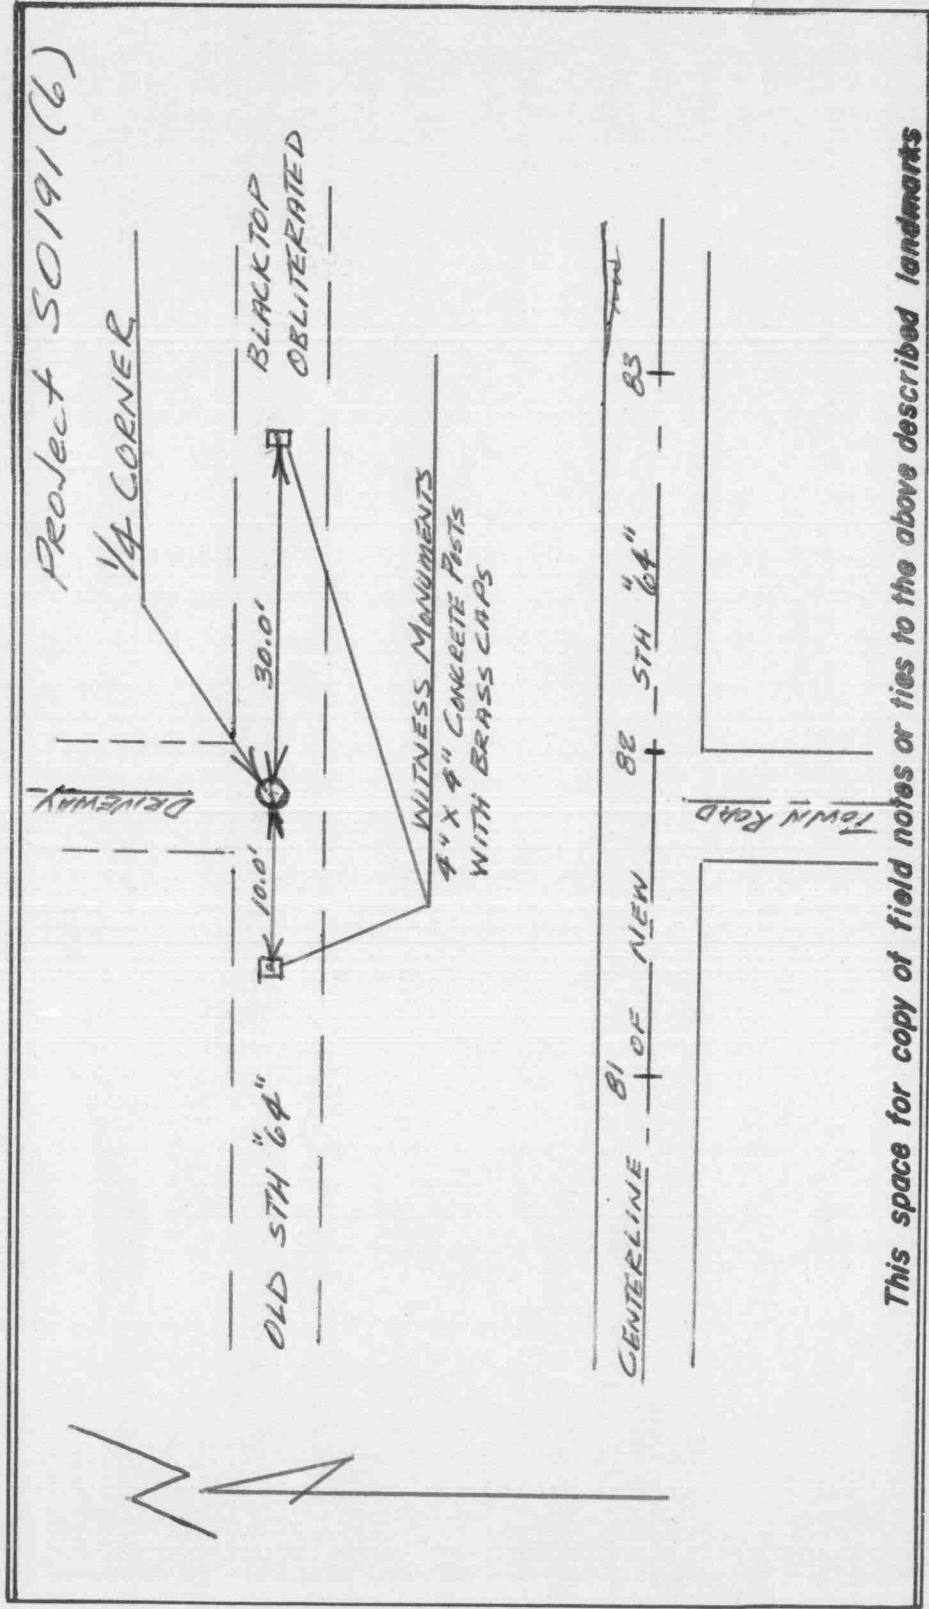 PROJECT SO191(6)
1/4 CORNER
DRIVEWAY
BLACKTOP
OBLITERATED
OLD STH "64"
10.0'
30.0'
WITNESS MONUMENTS
4" X 4" CONCRETE POSTS
WITH BRASS CAPS
81
82
83
CENTERLINE OF NEW STH "64"
TOWN ROAD
This space for copy of field notes or ties to the above described landmarks